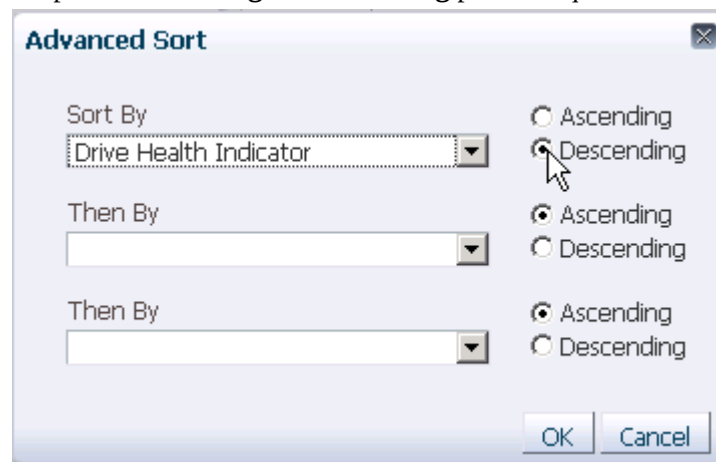 Advanced Sort
Sort By
Ascending
Drive Health Indicator
Descending
Then By
Ascending
Descending
Then By
Ascending
Descending
OK
Cancel